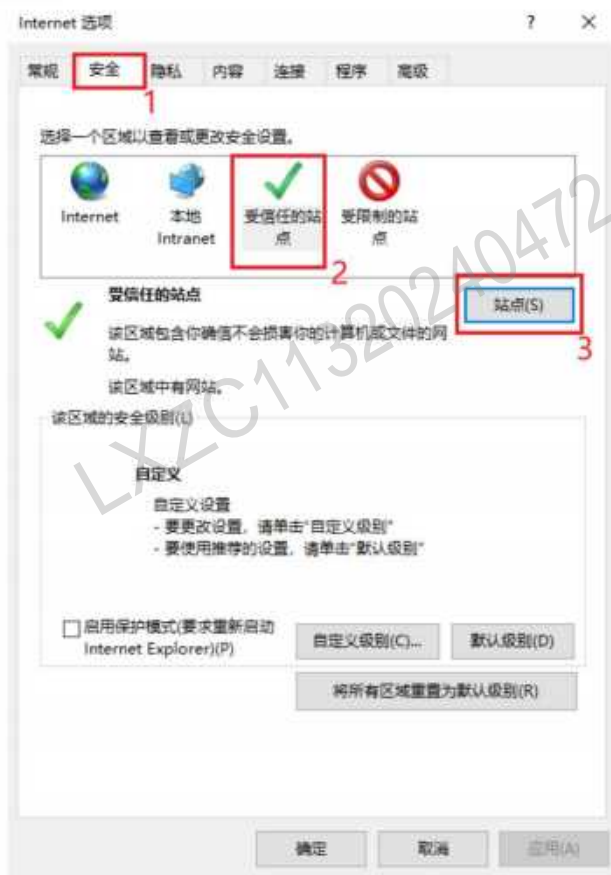 Internet 选项 ? ×
常规 安全 隐私 内容 连接 程序 高级
1
选择一个区域以查看或更改安全设置。
Internet 本地 受信任的站 受限制的站
Intranet 点 点
2
受信任的站点 站点(S)
该区域包含你确信不会损害你的计算机或文件的网
站。
3
该区域中有网站。
该区域的安全级别(L)
自定义
自定义设置
- 要更改设置，请单击“自定义级别”
- 要使用推荐的设置，请单击“默认级别”
启用保护模式(要求重新启动
Internet Explorer)(P)
自定义级别(C)... 默认级别(D)
将所有区域重置为默认级别(R)
确定 取消 应用(A)
LXZC11320240472